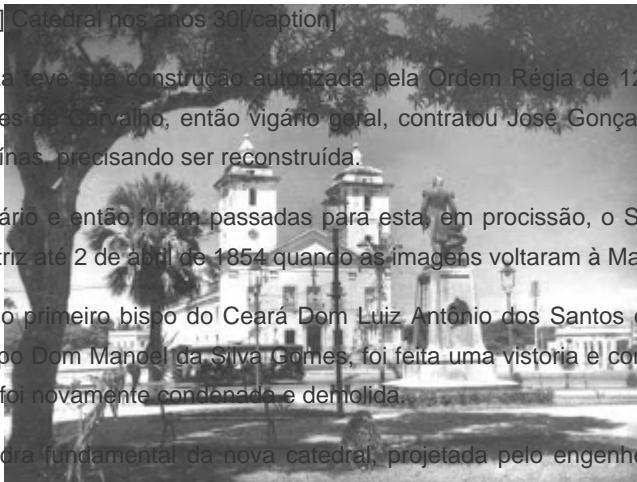 ] Catedral nos anos 30[/caption]
teve sua construção autorizada pela Ordem Régia de 12
de Carvalho, então vigário geral, contratou José Gonça
ínas, precisando ser reconstruída.
ário e então foram passadas para esta, em procissão, o S
triz até 2 de abril de 1854 quando as imagens voltaram à Ma
o primeiro bispo do Ceará Dom Luiz Antônio dos Santos
po Dom Manoel da Silva Gomes, foi feita uma vistoria e co
foi novamente condenada e demolida.
dra fundamental da nova catedral, projetada pelo engenhe